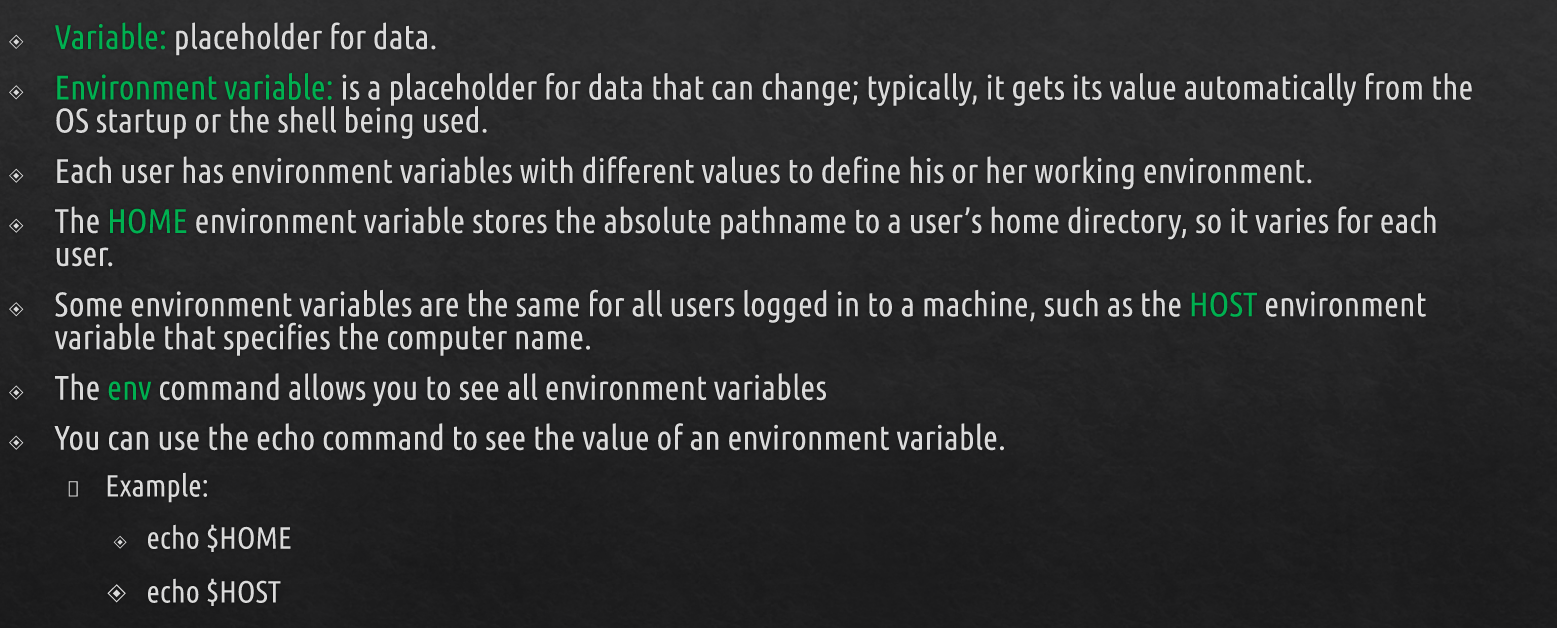 Variable: placeholder for data.
Environment variable: is a placeholder for data that can change; typically, it gets its value automatically from the
OS startup or the shell being used.
Each user has environment variables with different values to define his or her working environment.
The HOME environment variable stores the absolute pathname to a user’s home directory, so it varies for each
user.
Some environment variables are the same for all users logged in to a machine, such as the HOST environment
variable that specifies the computer name.
The env command allows you to see all environment variables
You can use the echo command to see the value of an environment variable.
Example:
echo $HOME
echo $HOST